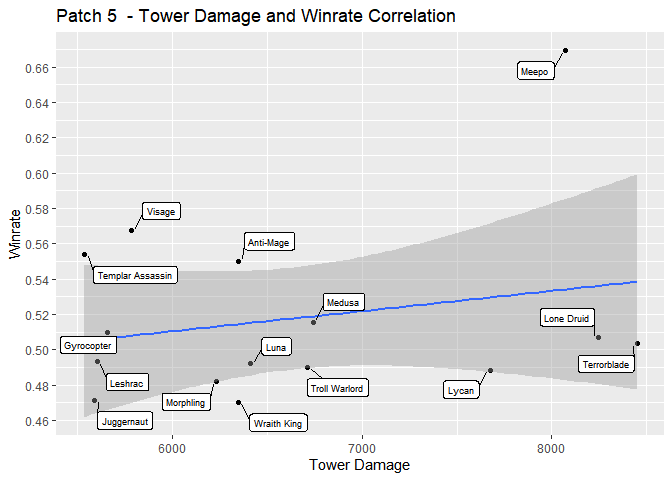 Patch 5  - Tower Damage and Winrate Correlation
0.66
Meepo
0.64
0.62
0.60
Visage
0.58
Anti-Mage
0.56
Templar Assassin
0.54
Medusa
Lone Druid
0.52
Gyrocopter
Luna
0.50
Terrorblade
Leshrac
Troll Warlord
Lycan
0.48
Morphling
Juggernaut
Wraith King
0.46
Winrate
6000 7000 8000
Tower Damage